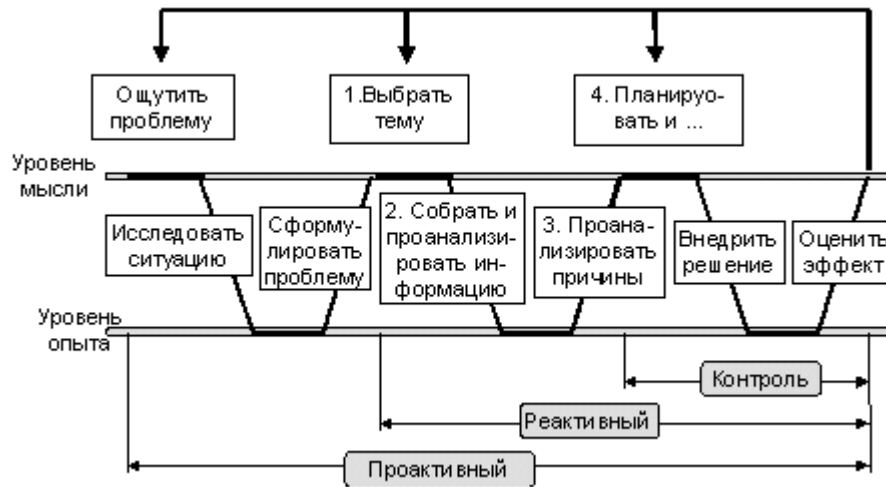 Ощутить
проблему
1.Выбрать
тему
4. Планируо-
вать и ...
Уровень
мысли
Исследовать
ситуацию
Сформу-
лировать
проблему
2. Собрать и
проанализи-
ровать ин-
формацию
3. Проана-
лизировать
причины
Внедрить
решение
Оценить
эффект
Уровень
опыта
Контроль
Реактивный
Проактивный